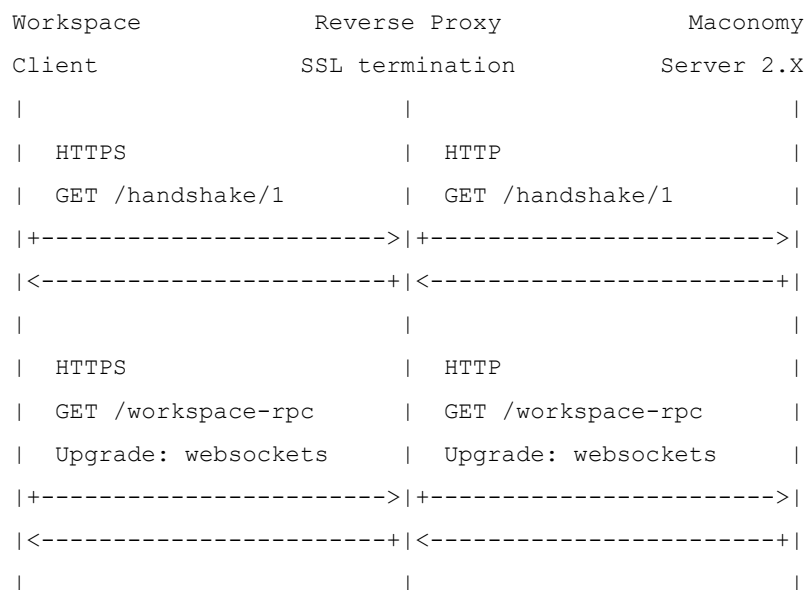 Workspace            Reverse Proxy             Maconomy
Client              SSL termination          Server 2.X
|                          |                          |
|  HTTPS                   |  HTTP                    |
|  GET /handshake/1        |  GET /handshake/1        |
|+------------------------>|+------------------------>|
|<------------------------+|<------------------------+|
|                          |                          |
|  HTTPS                   |  HTTP                    |
|  GET /workspace-rpc      |  GET /workspace-rpc      |
|  Upgrade: websockets     |  Upgrade: websockets     |
|+------------------------>|+------------------------>|
|<------------------------+|<------------------------+|
|                          |                          |